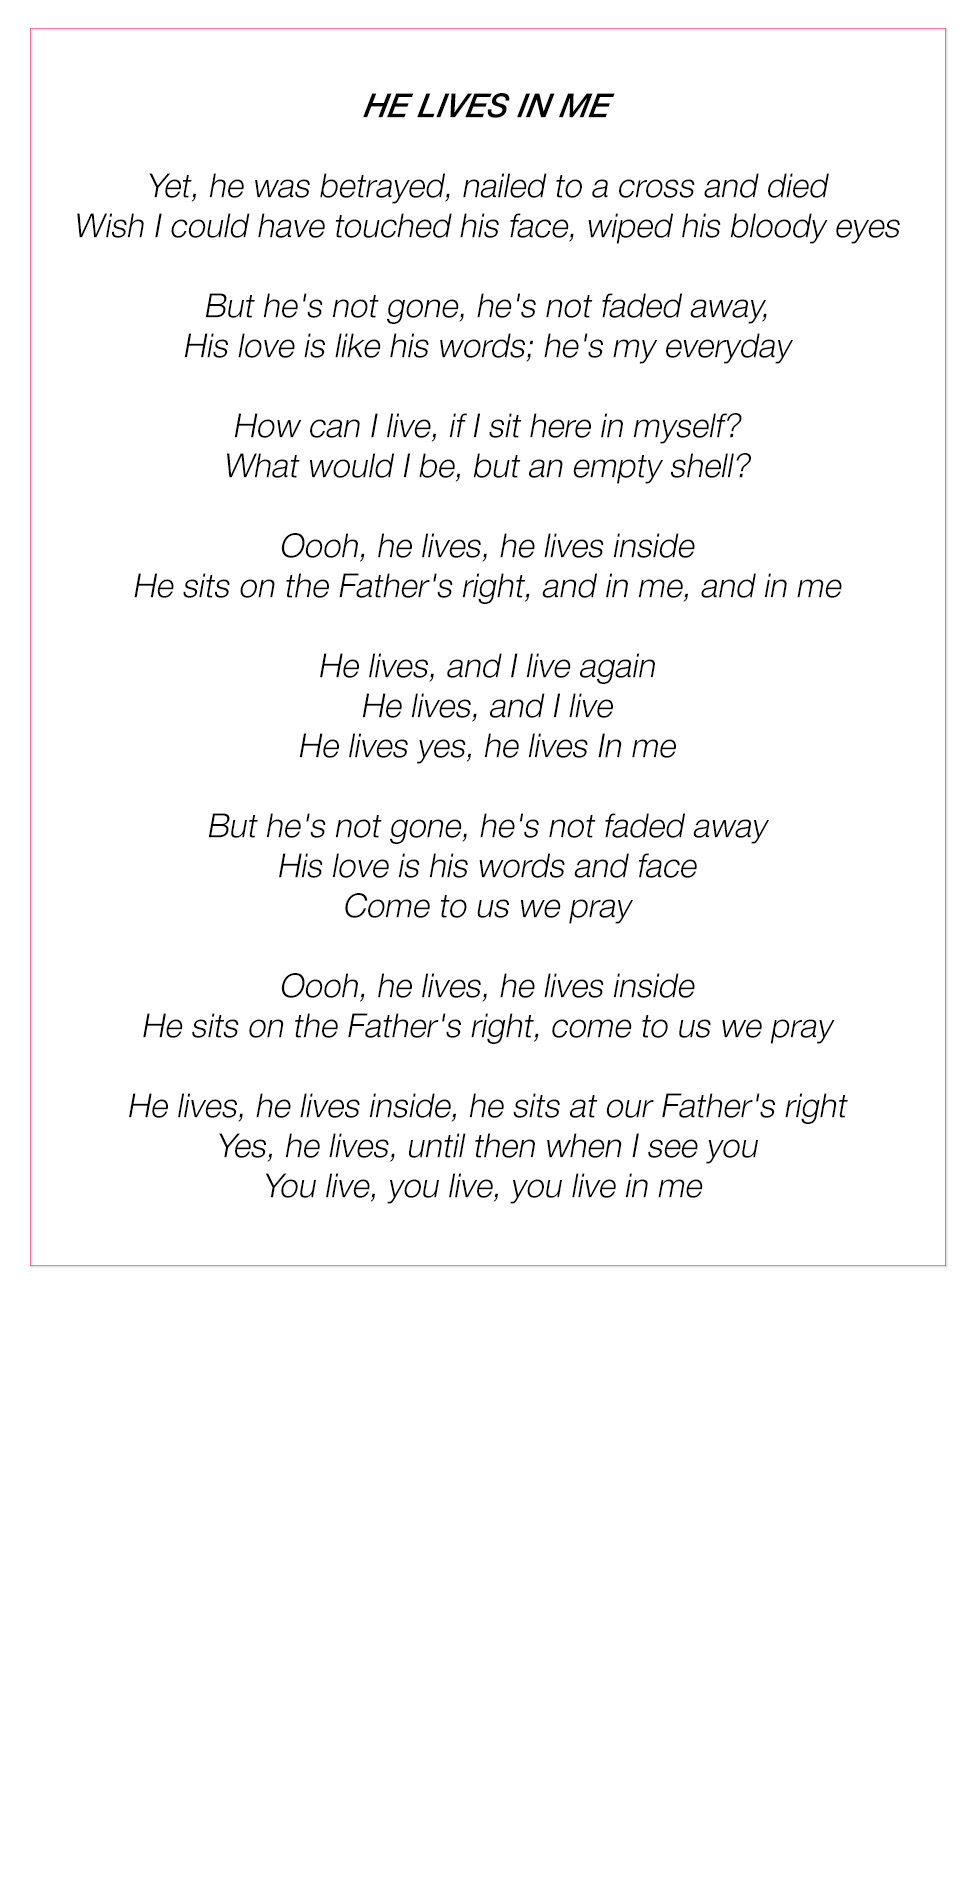 HE LIVES IN ME
Yet, he was betrayed, nailed to a cross and died
Wish I could have touched his face, wiped his bloody eyes
But he's not gone, he's not faded away,
His love is like his words; he's my everyday
How can I live, if I sit here in myself?
What would I be, but an empty shell?
Oooh, he lives, he lives inside
He sits on the Father's right, and in me, and in me
He lives, and I live again
He lives, and I live
He lives yes, he lives In me
But he's not gone, he's not faded away
His love is his words and face
Come to us we pray
Oooh, he lives, he lives inside
He sits on the Father's right, come to us we pray
He lives, he lives inside, he sits at our Father's right
Yes, he lives, until then when I see you
You live, you live, you live in me